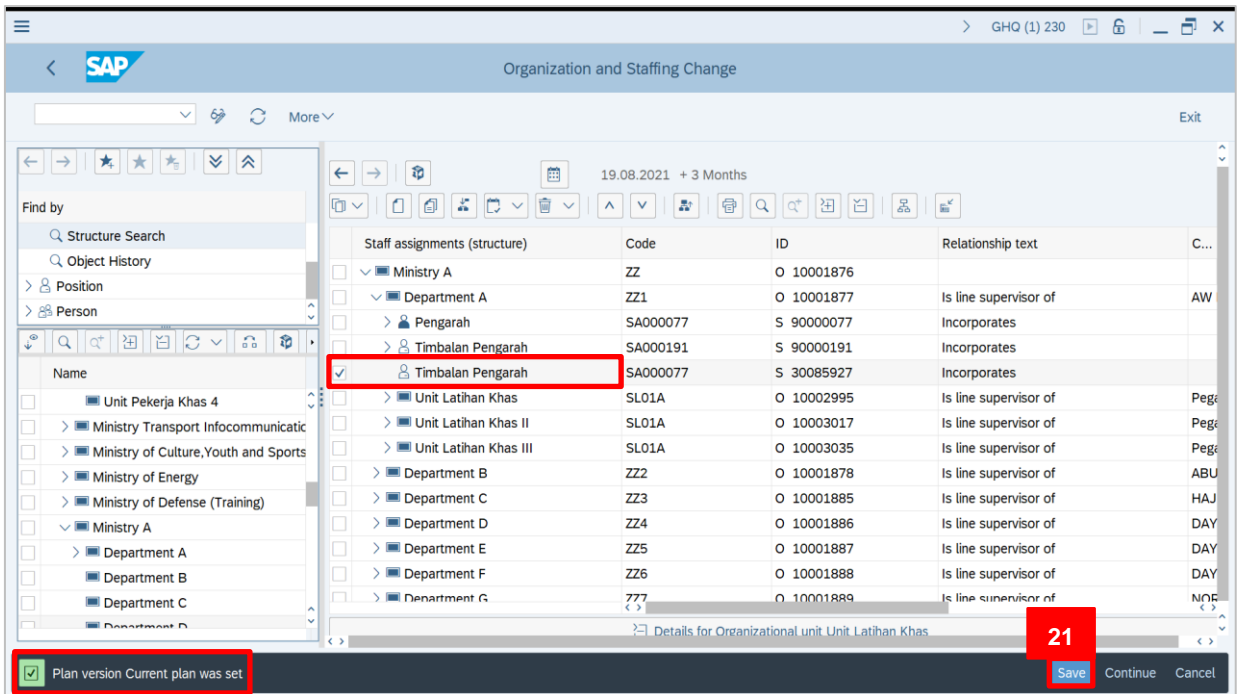 GHQ (1) 230
SAP
Organization and Staffing Change
More
Exit
19.08.2021 + 3 Months
Find by
Structure Search
Object History
Position
Person
Name
Unit Pekerja Khas 4
Ministry Transport Infocommunicatic
Ministry of Culture,Youth and Sports
Ministry of Energy
Ministry of Defense (Training)
Ministry A
Department A
Department B
Department C
Department D
Staff assignments (structure) Code ID Relationship text C...
Ministry A ZZ O 10001876
Department A ZZ1 O 10001877 Is line supervisor of AW
Pengarah SA000077 S 90000077 Incorporates
Timbalan Pengarah SA000191 S 90000191 Incorporates
Timbalan Pengarah SA000077 S 30085927 Incorporates
Unit Latihan Khas SL01A O 10002995 Is line supervisor of Pega
Unit Latihan Khas II SL01A O 10003017 Is line supervisor of Pega
Unit Latihan Khas III SL01A O 10003035 Is line supervisor of Pega
Department B ZZ2 O 10001878 Is line supervisor of ABU
Department C ZZ3 O 10001885 Is line supervisor of HAJ
Department D ZZ4 O 10001886 Is line supervisor of DAY
Department E ZZ5 O 10001887 Is line supervisor of DAY
Department F ZZ6 O 10001888 Is line supervisor of DAY
Department G ZZ7 O 10001889 Is line supervisor of NOR
Details for Organizational unit Unit Latihan Khas
21
Plan version Current plan was set
Save Continue Cancel